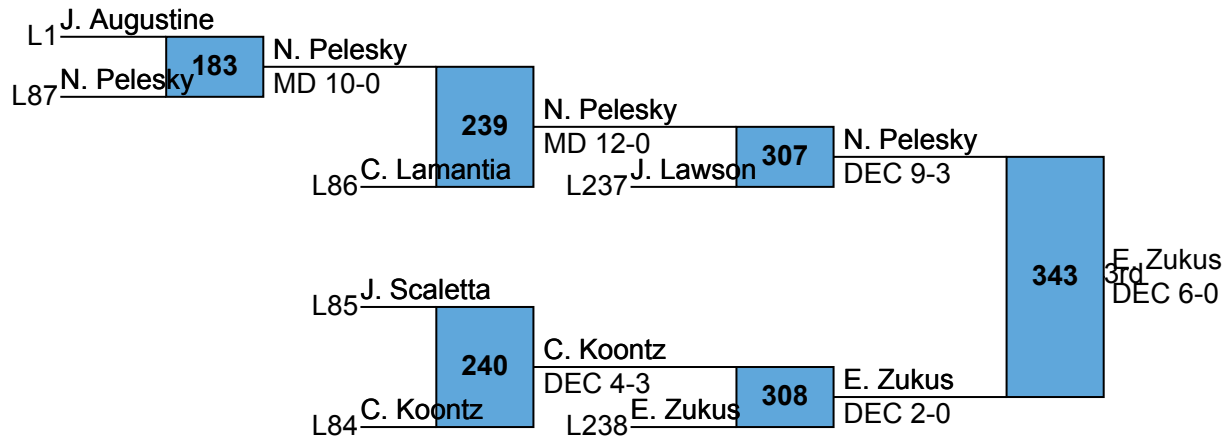 J. Augustine
L1
183
N. Pelesky
MD 10-0
L87
N. Pelesky
239
N. Pelesky
MD 12-0
L86
C. Lamantia
307
N. Pelesky
DEC 9-3
L237
J. Lawson
343
3rd
E. Zukus
DEC 6-0
L85
J. Scaletta
240
C. Koontz
DEC 4-3
L84
C. Koontz
308
E. Zukus
DEC 2-0
L238
E. Zukus